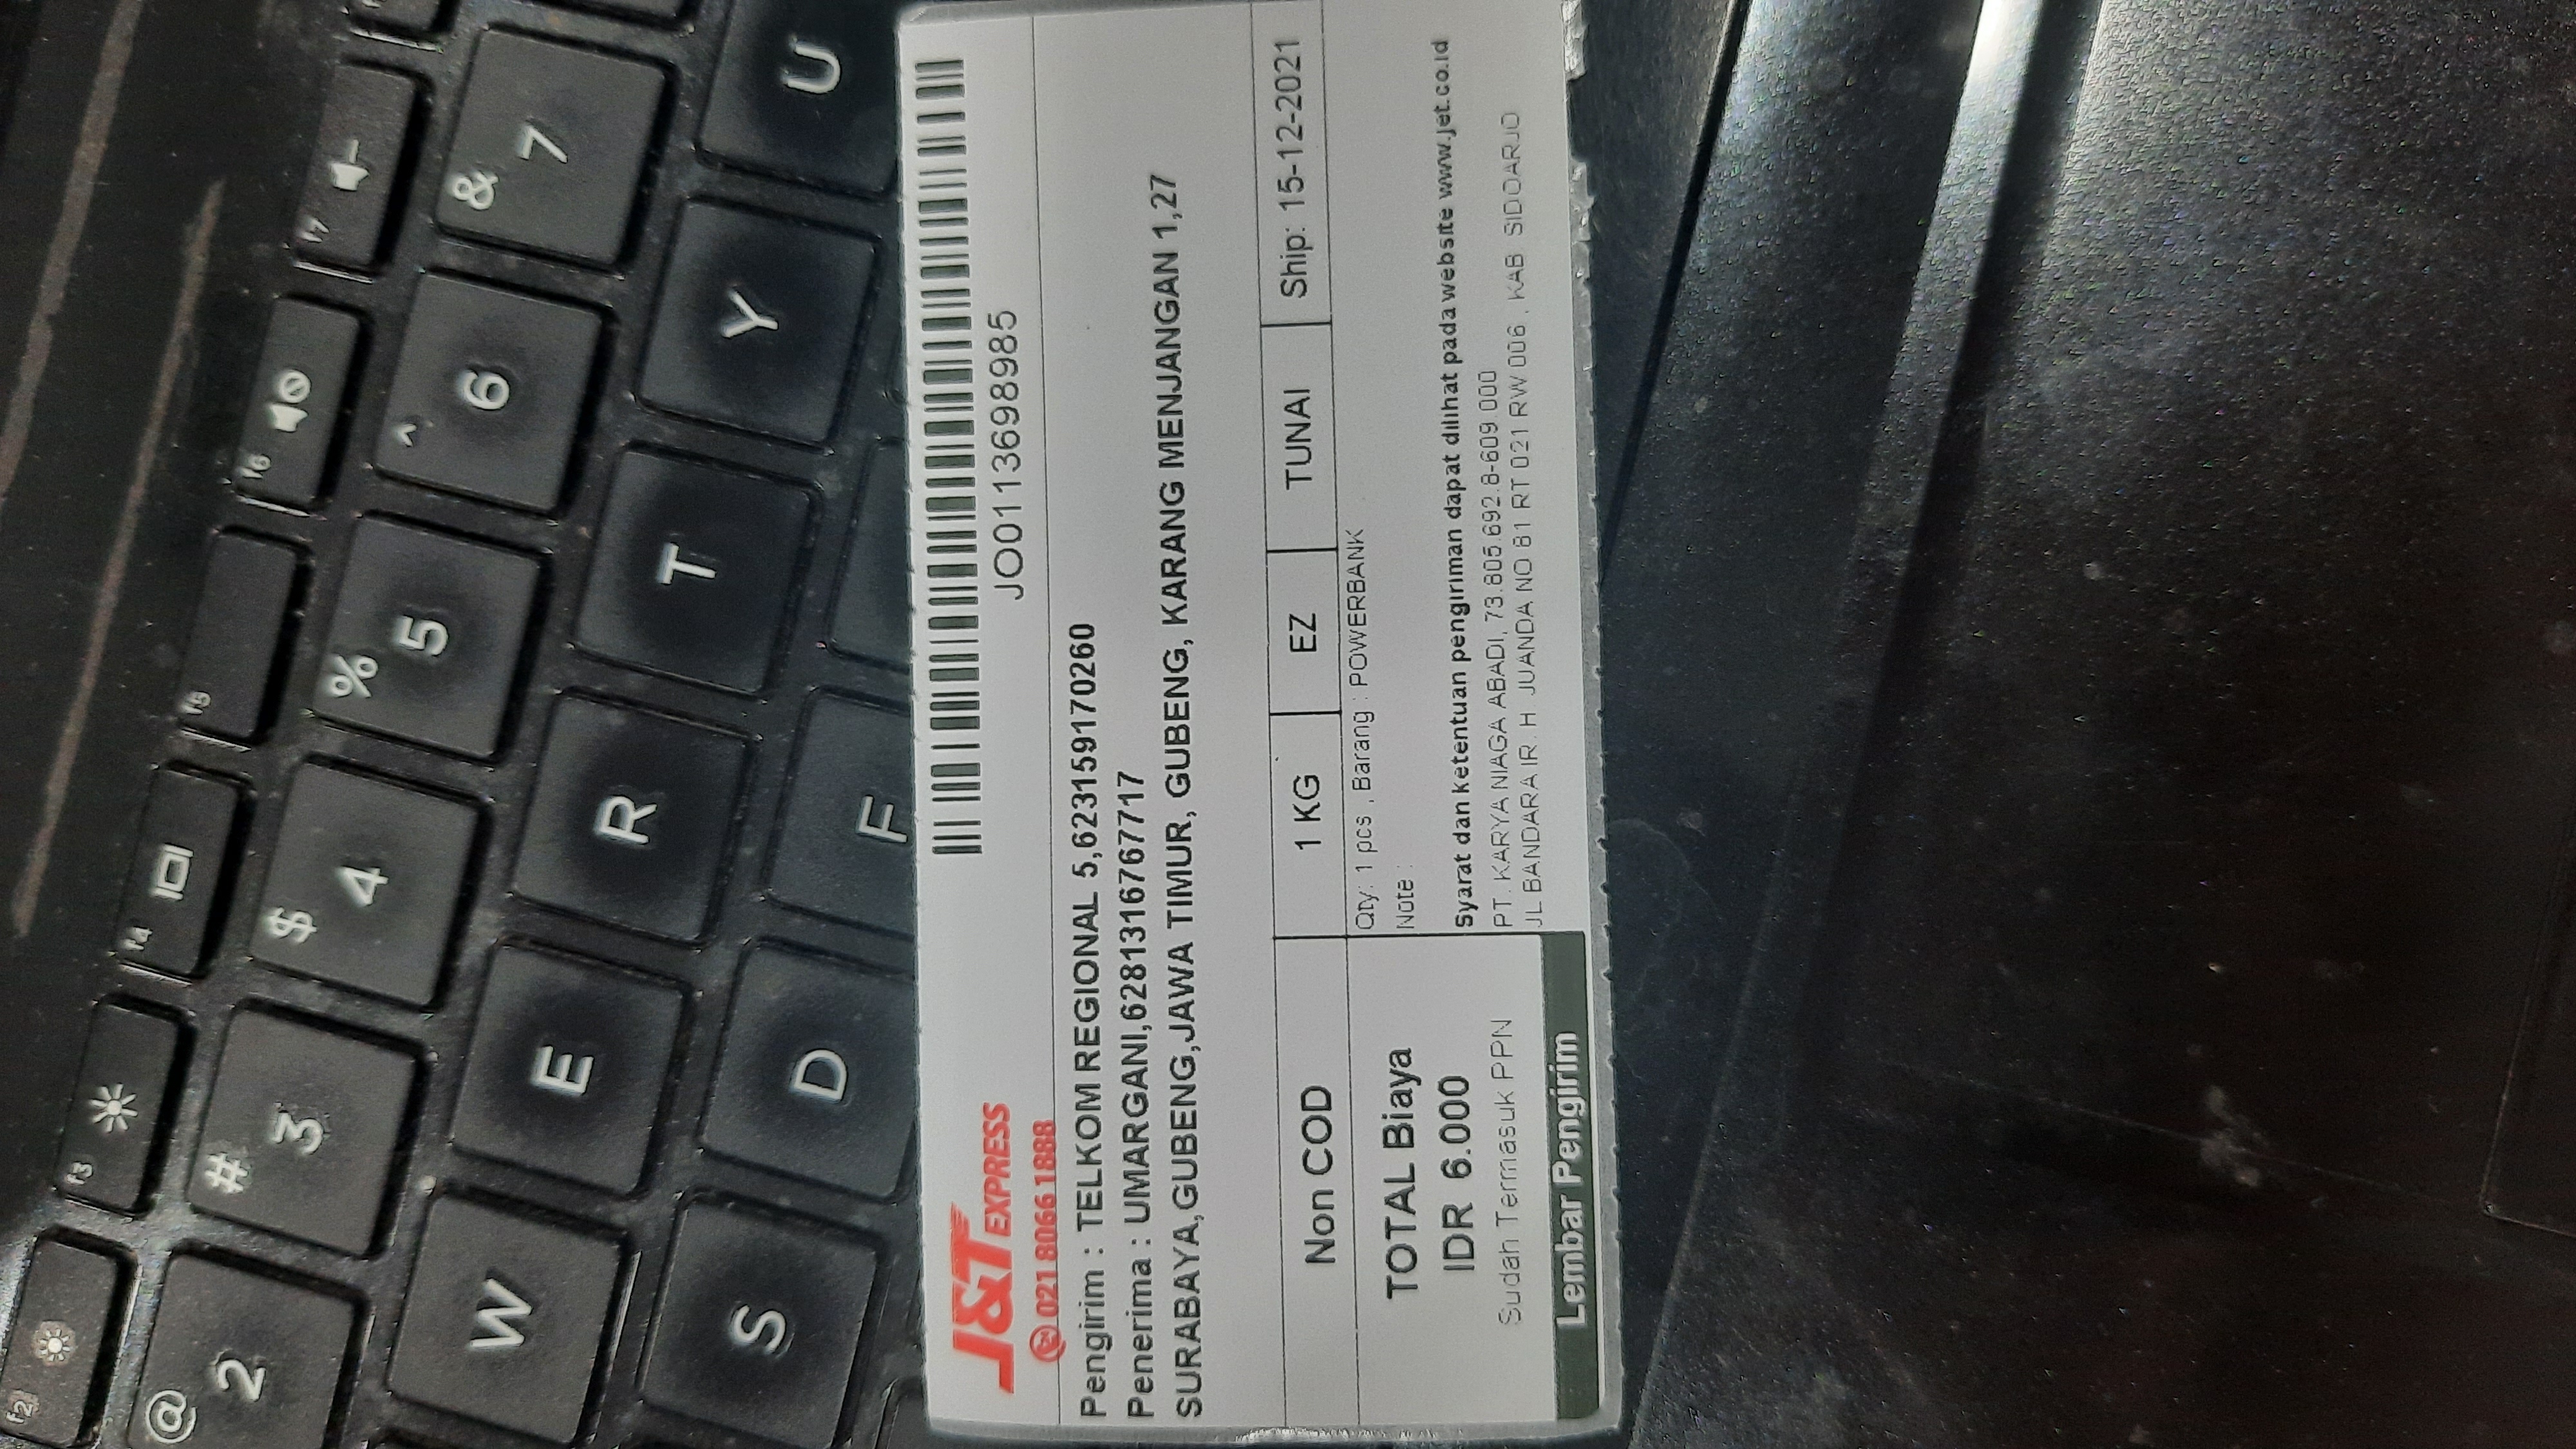 f2
f3
f4
f5
f6
f7
@ 2
# 3
$ 4
% 5
^ 6
& 7
W E R T Y U
S D F
J&T EXPRESS
021 8066 1888
JO0113698985
Pengirim : TELKOM REGIONAL 5,623159170260
Penerima : UMARGANI,6281316767717
SURABAYA,GUBENG,JAWA TIMUR, GUBENG, KARANG MENJANGAN 1,27
Non COD 1 KG EZ TUNAI Ship: 15-12-2021
Qty: 1 pcs , Barang : POWERBANK
Note :
TOTAL Biaya
IDR 6.000
Sudah Termasuk PPN
Lembar Pengirim
Syarat dan ketentuan pengiriman dapat dilihat pada website www.jet.co.id
PT. KARYA NIAGA ABADI, 73.805.692.8-609.000
JL BANDARA IR. H. JUANDA NO 81 RT 021 RW 006 , KAB. SIDOARJO